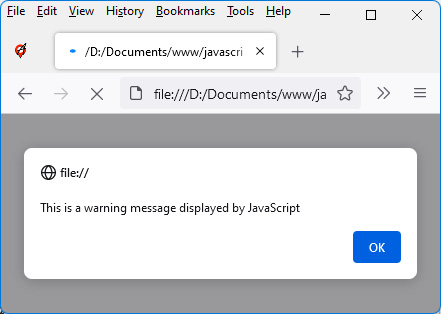 File Edit View History Bookmarks Tools Help
/D:/Documents/www/javascri
file:///D:/Documents/www/ja
file://
This is a warning message displayed by JavaScript
OK